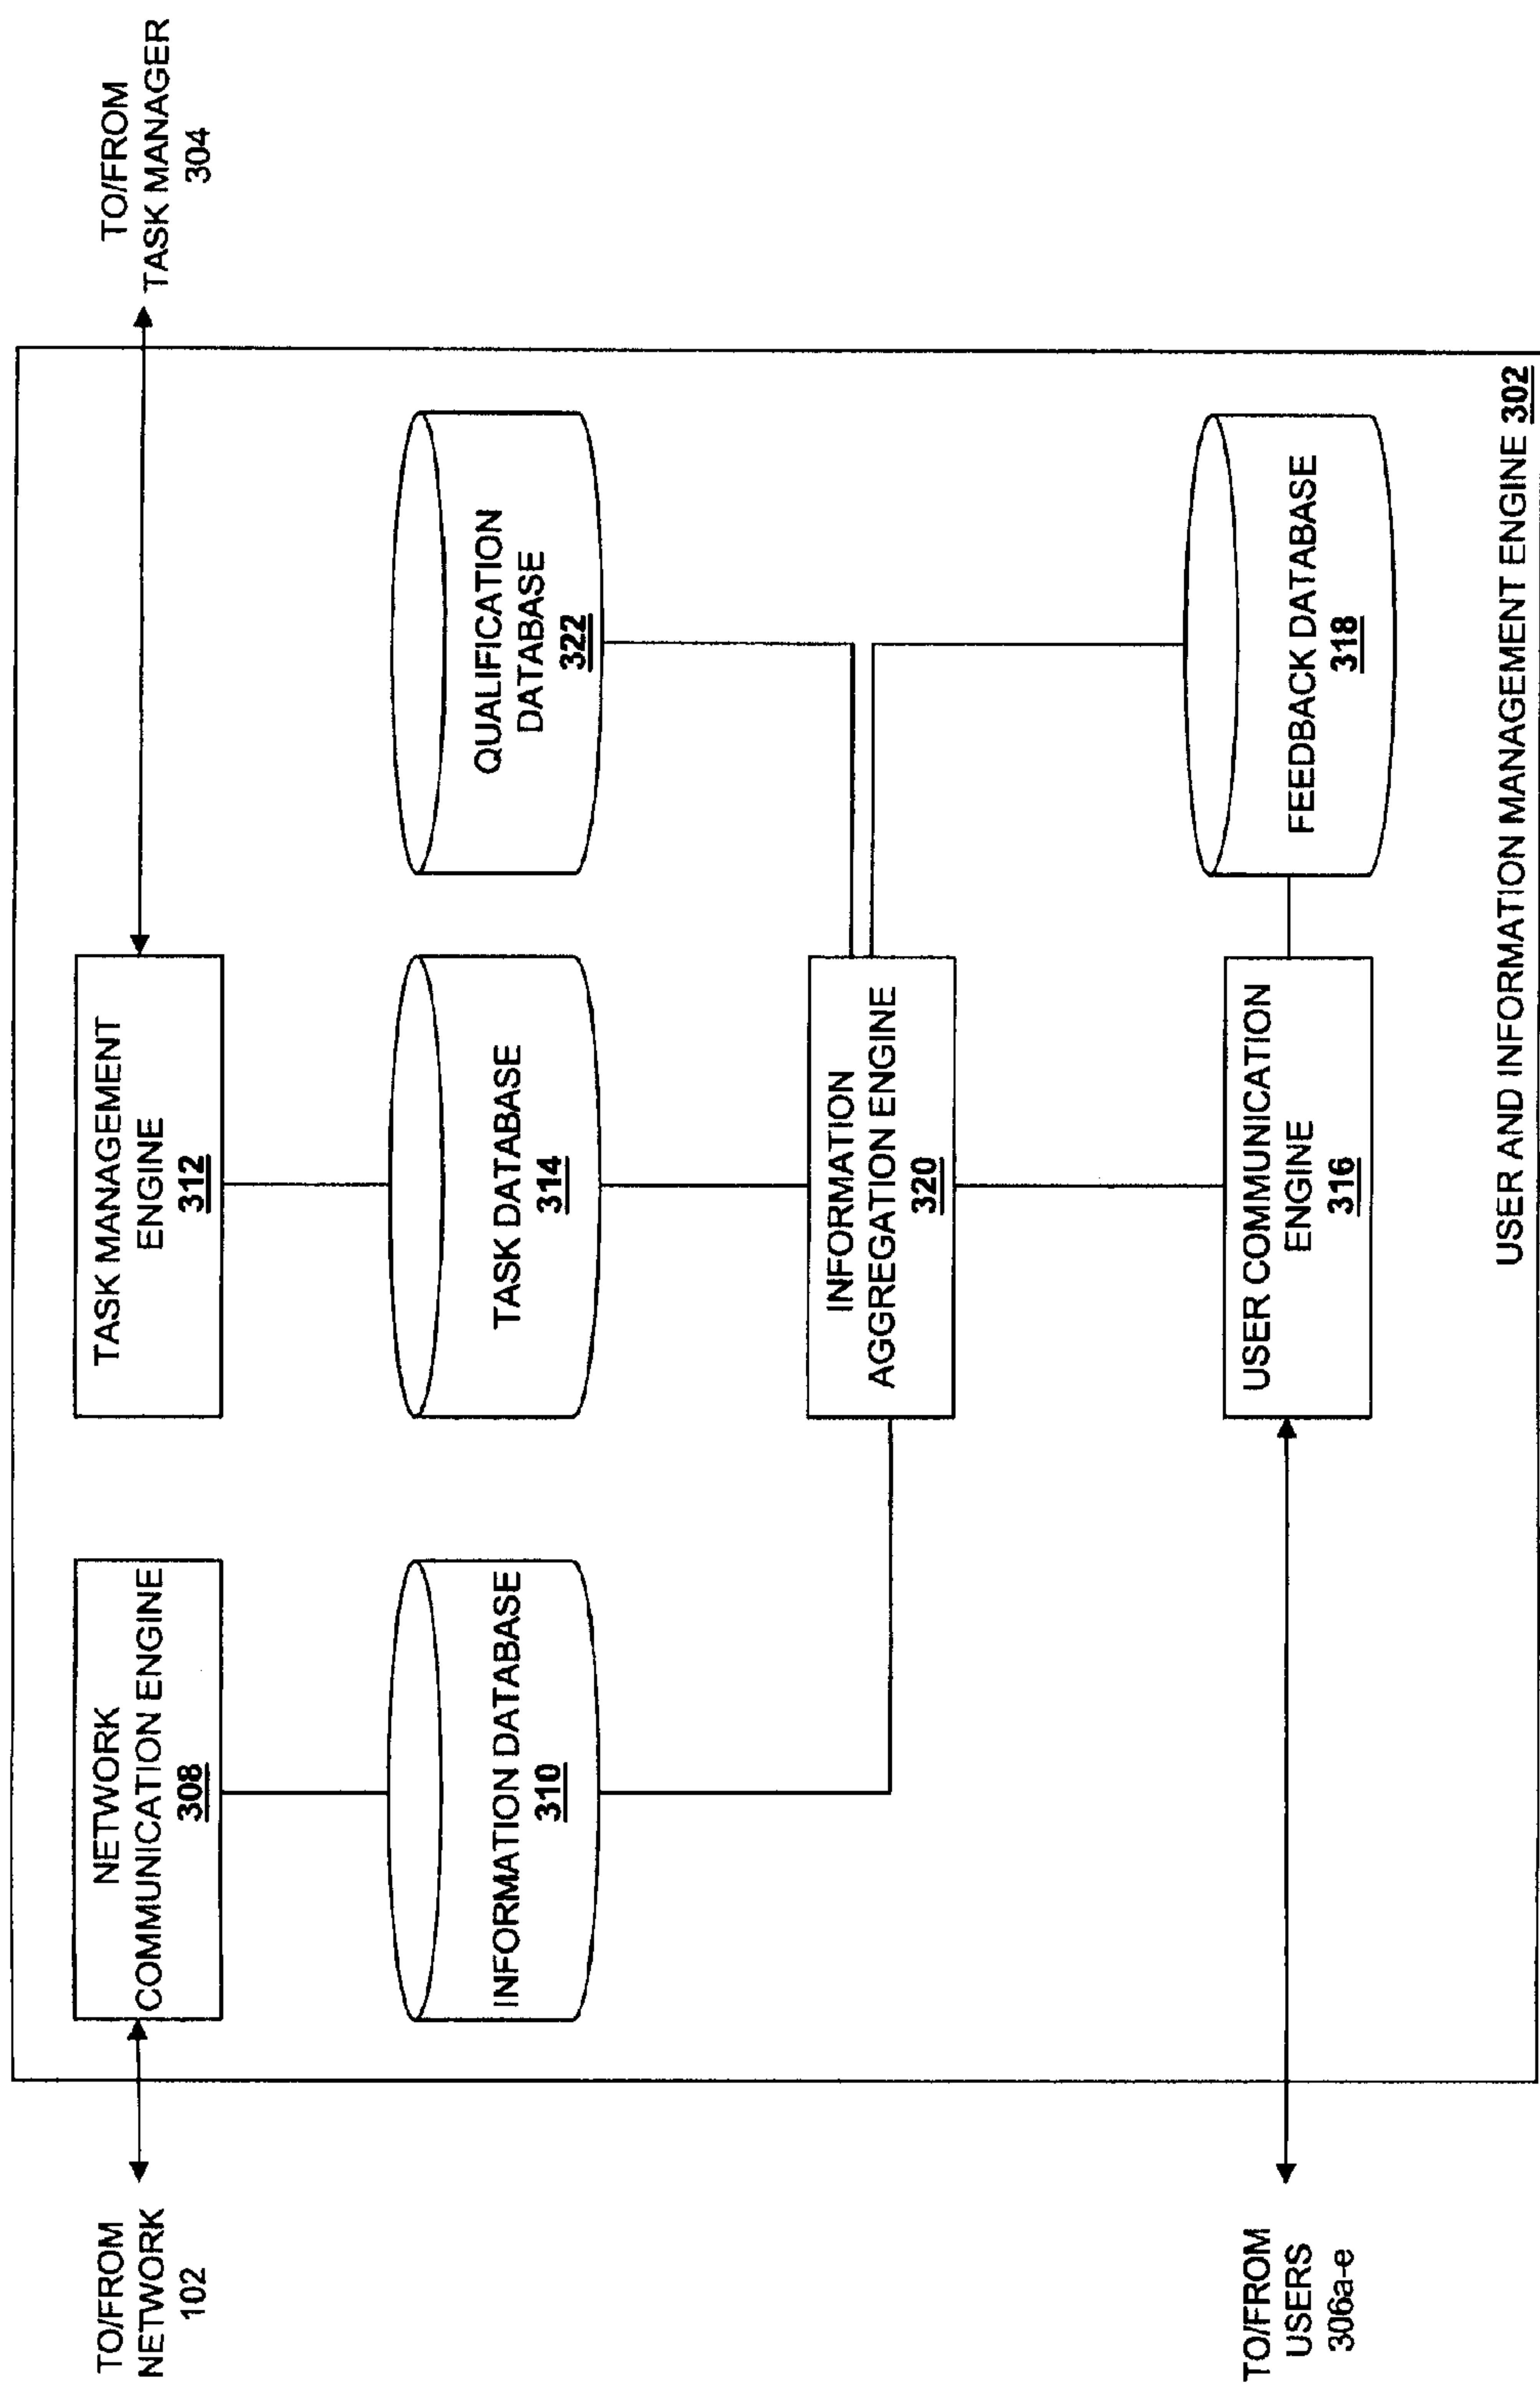 TO/FROM
NETWORK
102
NETWORK
COMMUNICATION ENGINE
308
TASK MANAGEMENT
ENGINE
312
TO/FROM
TASK MANAGER
304
INFORMATION DATABASE
310
TASK DATABASE
314
QUALIFICATION
DATABASE
322
INFORMATION
AGGREGATION ENGINE
320
TO/FROM
USERS
306a-e
USER COMMUNICATION
ENGINE
316
FEEDBACK DATABASE
318
USER AND INFORMATION MANAGEMENT ENGINE 302